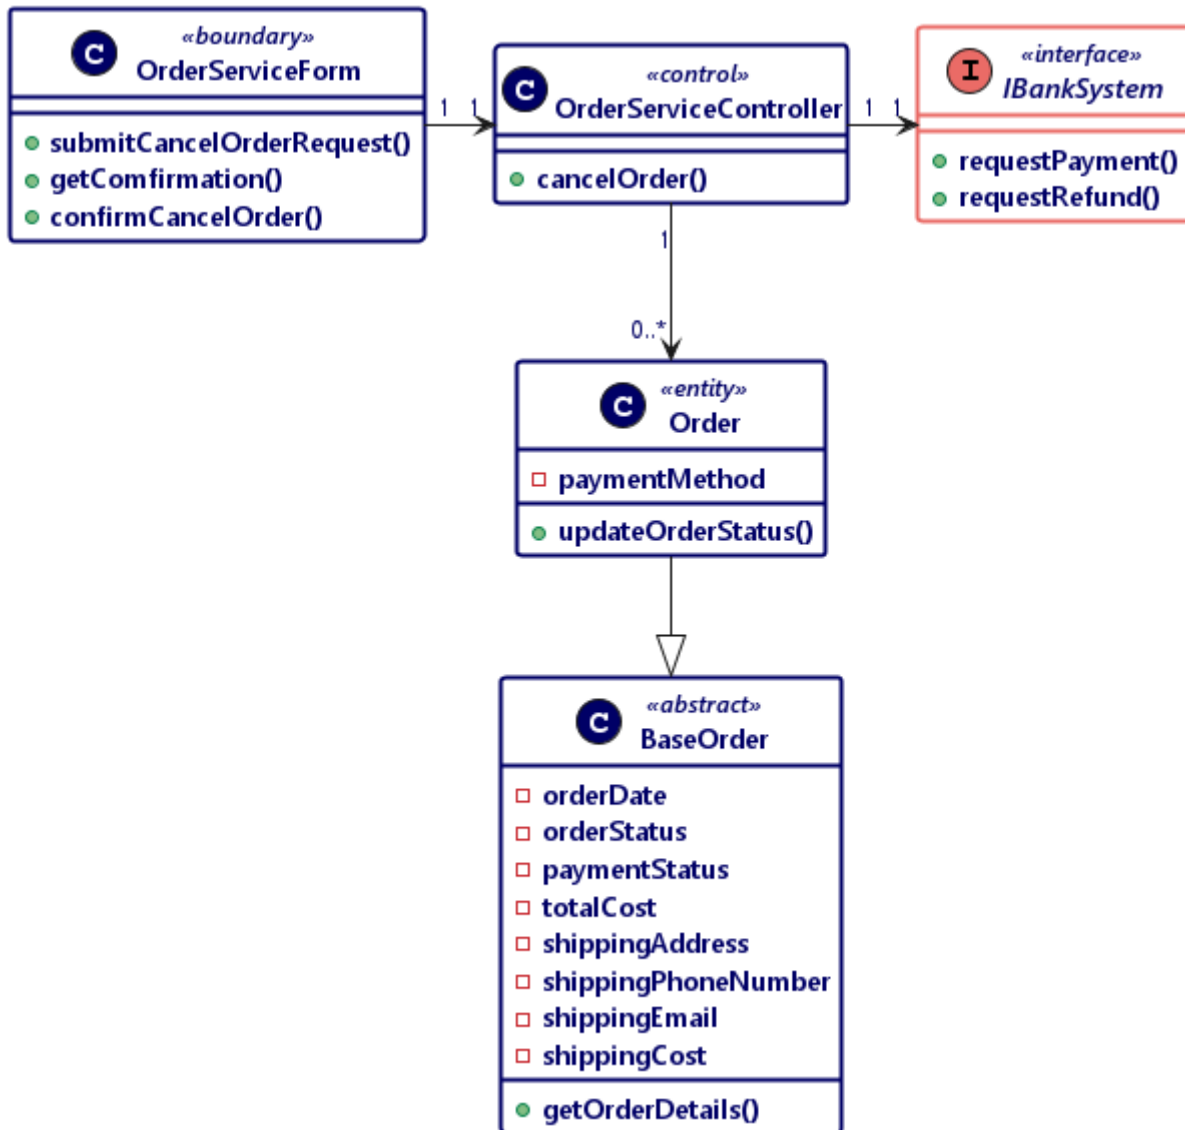 C
«boundary»
OrderServiceForm
submitCancelOrderRequest()
getComfirmation()
confirmCancelOrder()
1 1
C
«control»
OrderServiceController
cancelOrder()
1 1
I
«interface»
IBankSystem
requestPayment()
requestRefund()
1
0..*
C
«entity»
Order
paymentMethod
updateOrderStatus()
C
«abstract»
BaseOrder
orderDate
orderStatus
paymentStatus
totalCost
shippingAddress
shippingPhoneNumber
shippingEmail
shippingCost
getOrderDetails()